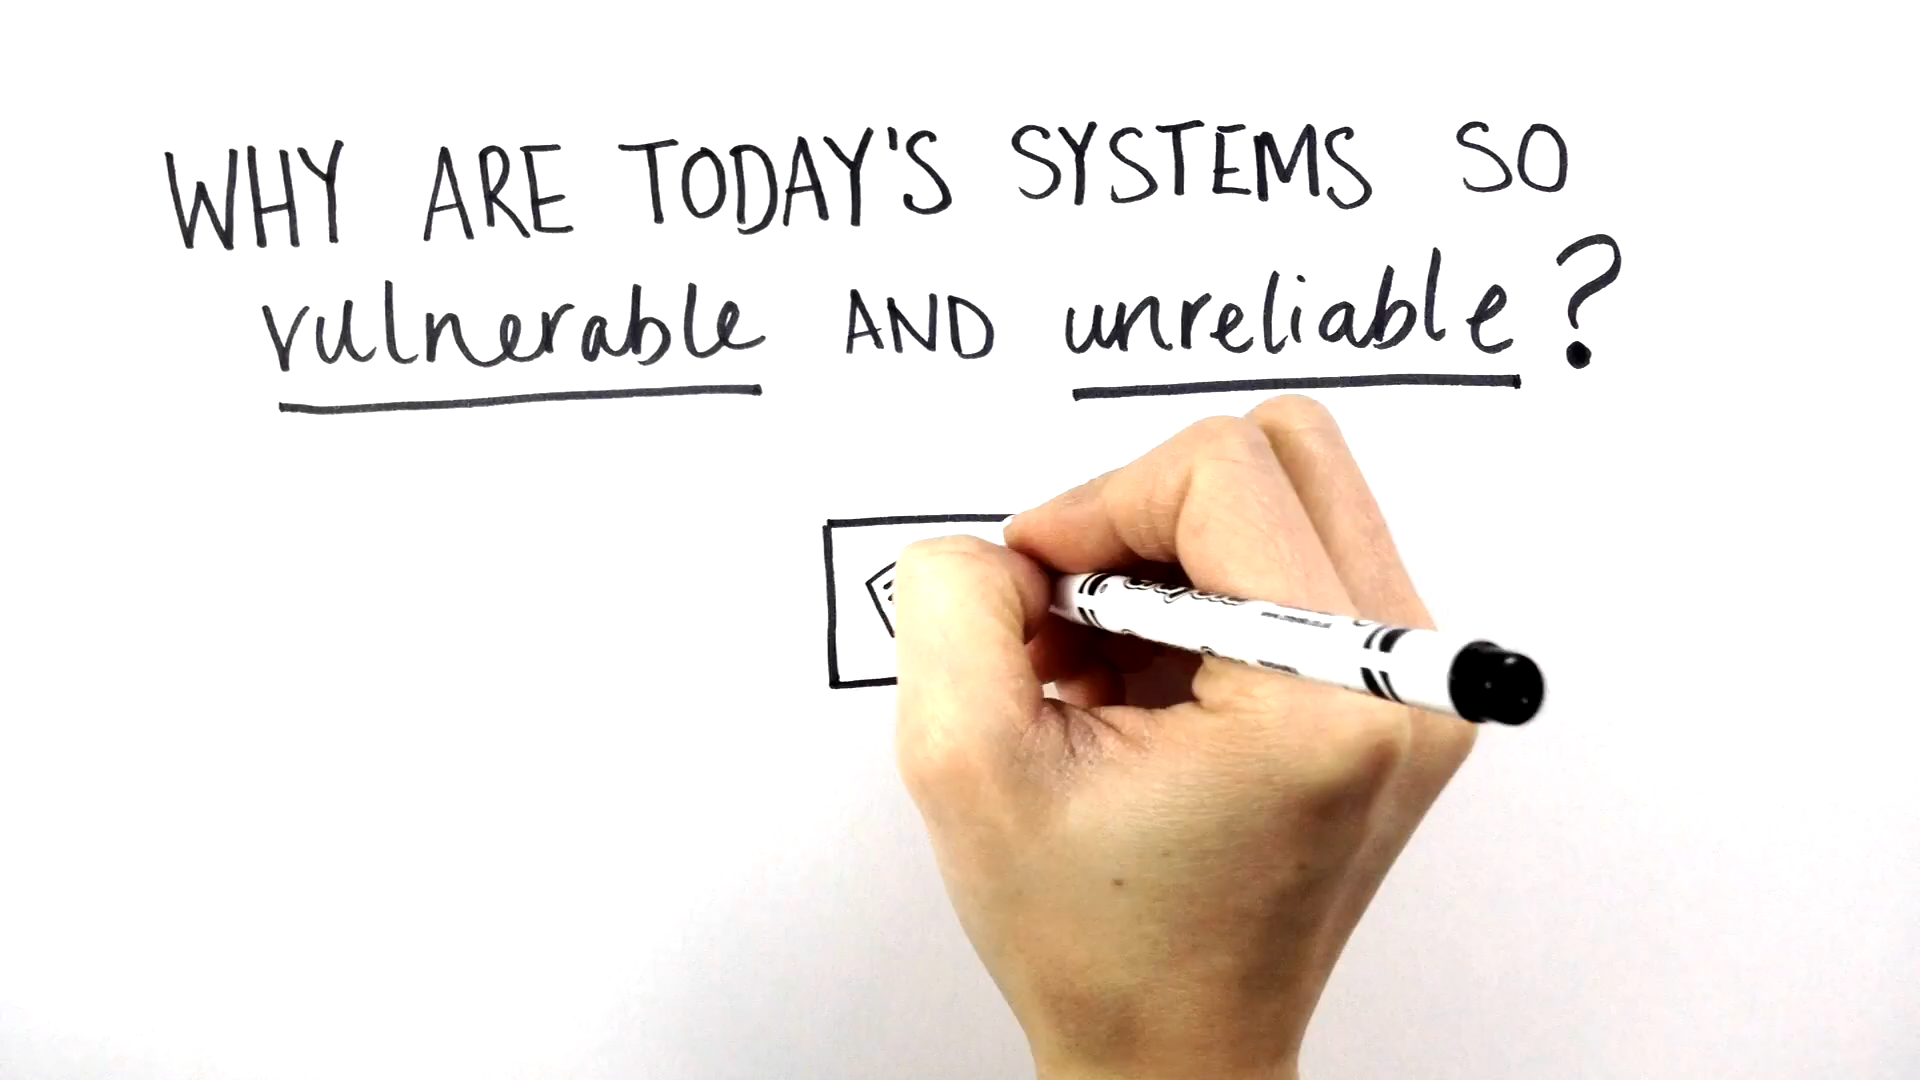 WHY ARE TODAY'S SYSTEMS SO
vulnerable AND unreliable?